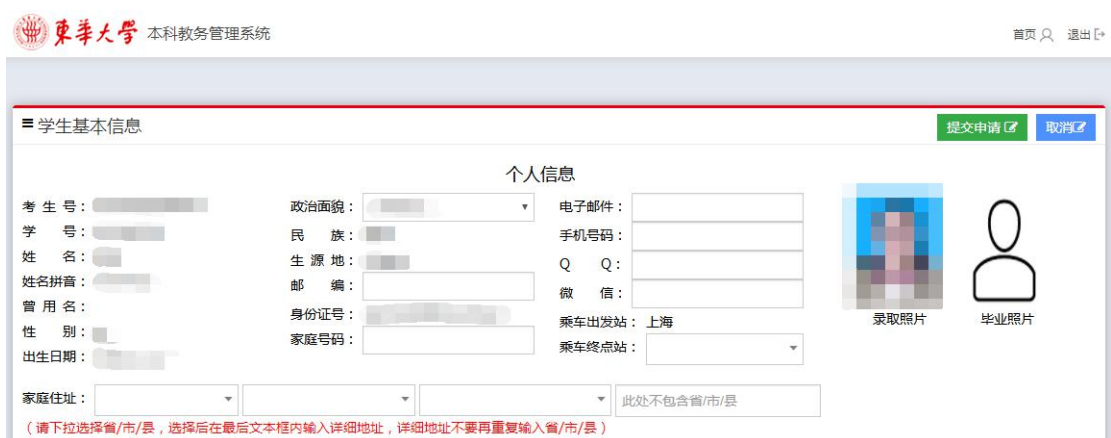 東華大學 本科教务管理系统
首页 退出
学生基本信息
提交申请 取消
个人信息
考生号： 政治面貌： 电子邮件：
学号： 民族： 手机号码：
姓名： 生源地： QQ：
姓名拼音： 邮编： 微信：
曾用名： 身份证号： 乘车出发站： 上海
性别： 家庭号码： 乘车终点站：
出生日期：
录取照片 毕业照片
家庭住址： 此处不包含省/市/县
（请下拉选择省/市/县，选择后在最后文本框内输入详细地址，详细地址不要再重复输入省/市/县）